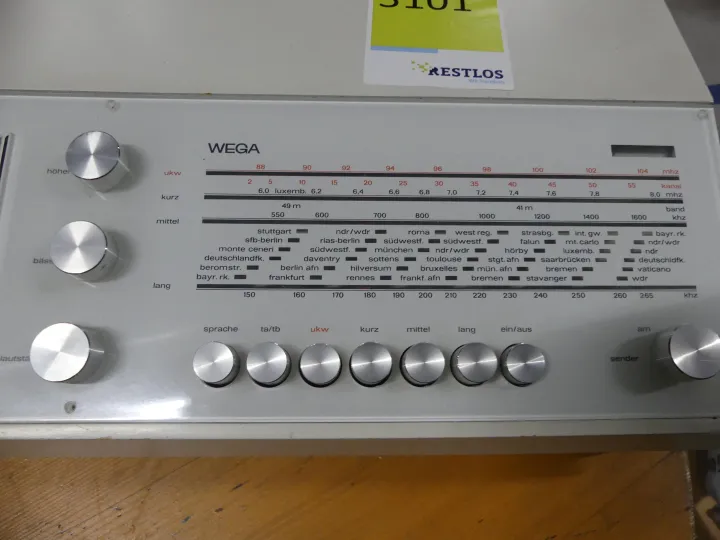 3101
RESTLOS
WEGA
höhen
ukw
88 90 92 94 96 98 100 102 104 mhz
2 5 10 15 20 25 30 35 40 45 50 55 kanal
6.0 luxemb. 6.2 6.4 6.6 6.8 7.0 7.2 7.4 7.6 7.8 8.0 mhz
kurz
49 m 41 m band
mittel
550 600 700 800 1000 1200 1400 1600 khz
stuttgart ndr/wdr roma west reg. strasbg. int.gw bayr. rk.
sfb-berlin rias-berlin südwestf. südwestf. falun mt.carlo ndr/wdr
monte ceneri südwestf. münchen ndr/wdr hörby luxemb. ndr
deutschlandfk. daventry sottens toulouse stgt.afn saarbrücken deutschldfk.
beromstr. berlin afn hilversum bruxelles mün.afn bremen vaticano
bayr. rk. frankfurt rennes frankf.afn bremen stavanger wdr
lang
150 160 170 180 190 200 210 220 230 240 250 260 265 khz
lautstä
sprache ta/tb ukw kurz mittel lang ein/aus
am
sender